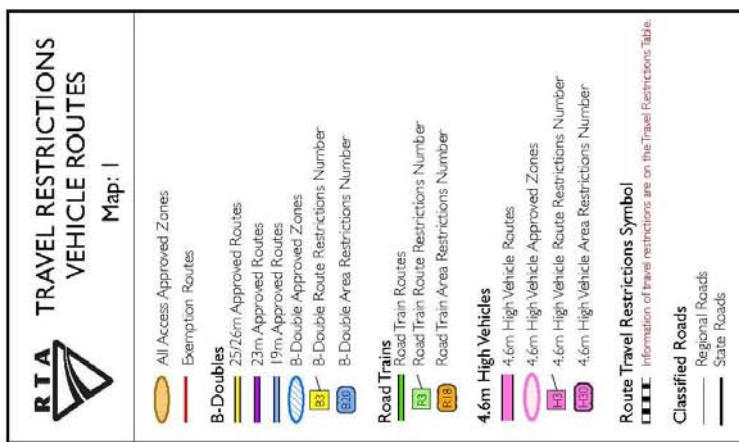 RTA
TRAVEL RESTRICTIONS
VEHICLE ROUTES
Map: 1
All Access Approved Zones
Exemption Routes
B-Doubles
25/26m Approved Routes
23m Approved Routes
19m Approved Routes
B-Double Approved Zones
B3 B-Double Route Restrictions Number
B20 B-Double Area Restrictions Number
Road Trains
Road Train Routes
R3 Road Train Route Restrictions Number
R18 Road Train Area Restrictions Number
4.6m High Vehicles
4.6m High Vehicle Routes
4.6m High Vehicle Approved Zones
H3 4.6m High Vehicle Route Restrictions Number
H30 4.6m High Vehicle Area Restrictions Number
Route Travel Restrictions Symbol
Information of travel restrictions are on the Travel Restrictions Table.
Classified Roads
Regional Roads
State Roads